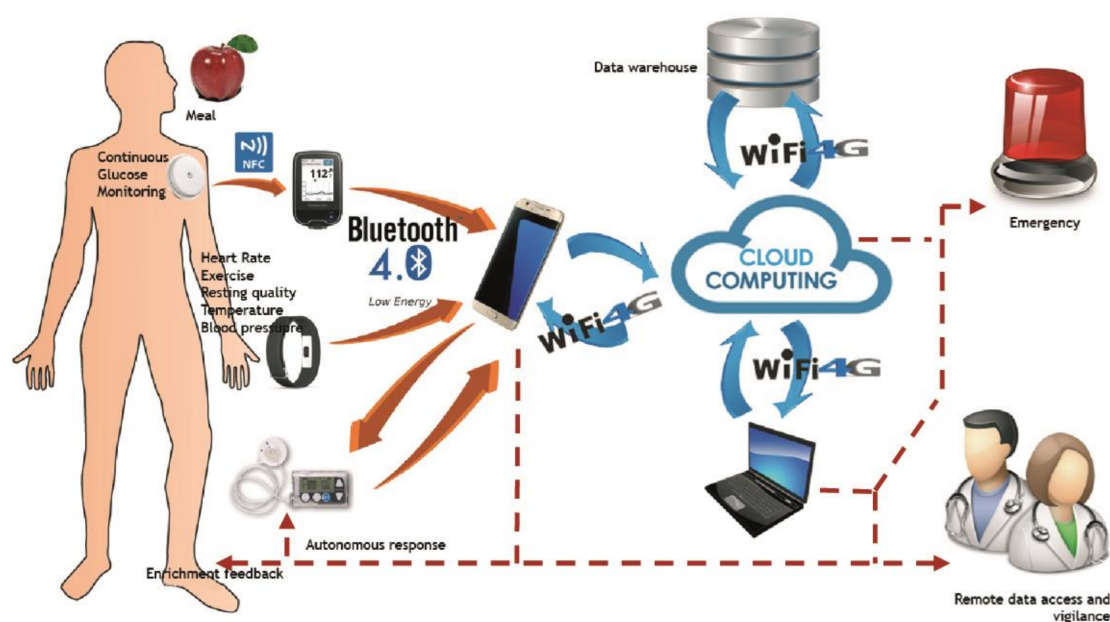 Data warehouse
Meal
NFC
Continuous
Glucose
Monitoring
112
WiFi4G
Emergency
Bluetooth
4.0
Low Energy
CLOUD
COMPUTING
Heart Rate
Exercise
Resting quality
Temperature
Blood pressupre
WiFi4G
WiFi4G
Autonomous response
Enrichment feedback
Remote data access and
vigilance